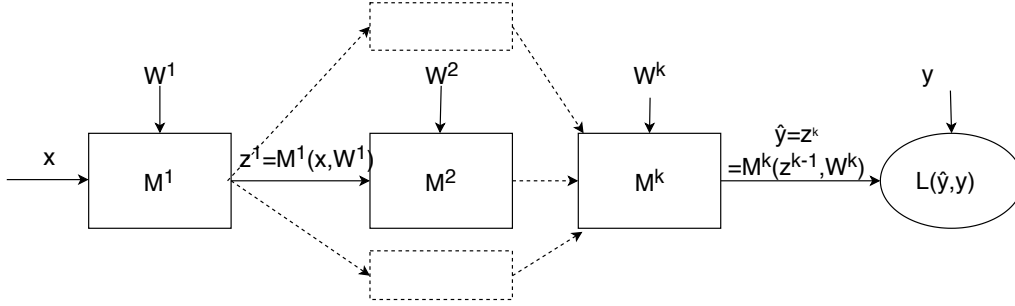 W¹
W²
Wᵏ
y
x
M¹
z¹=M¹(x,W¹)
M²
Mᵏ
ŷ=zᵏ
=Mᵏ(zᵏ⁻¹,Wᵏ)
L(ŷ,y)